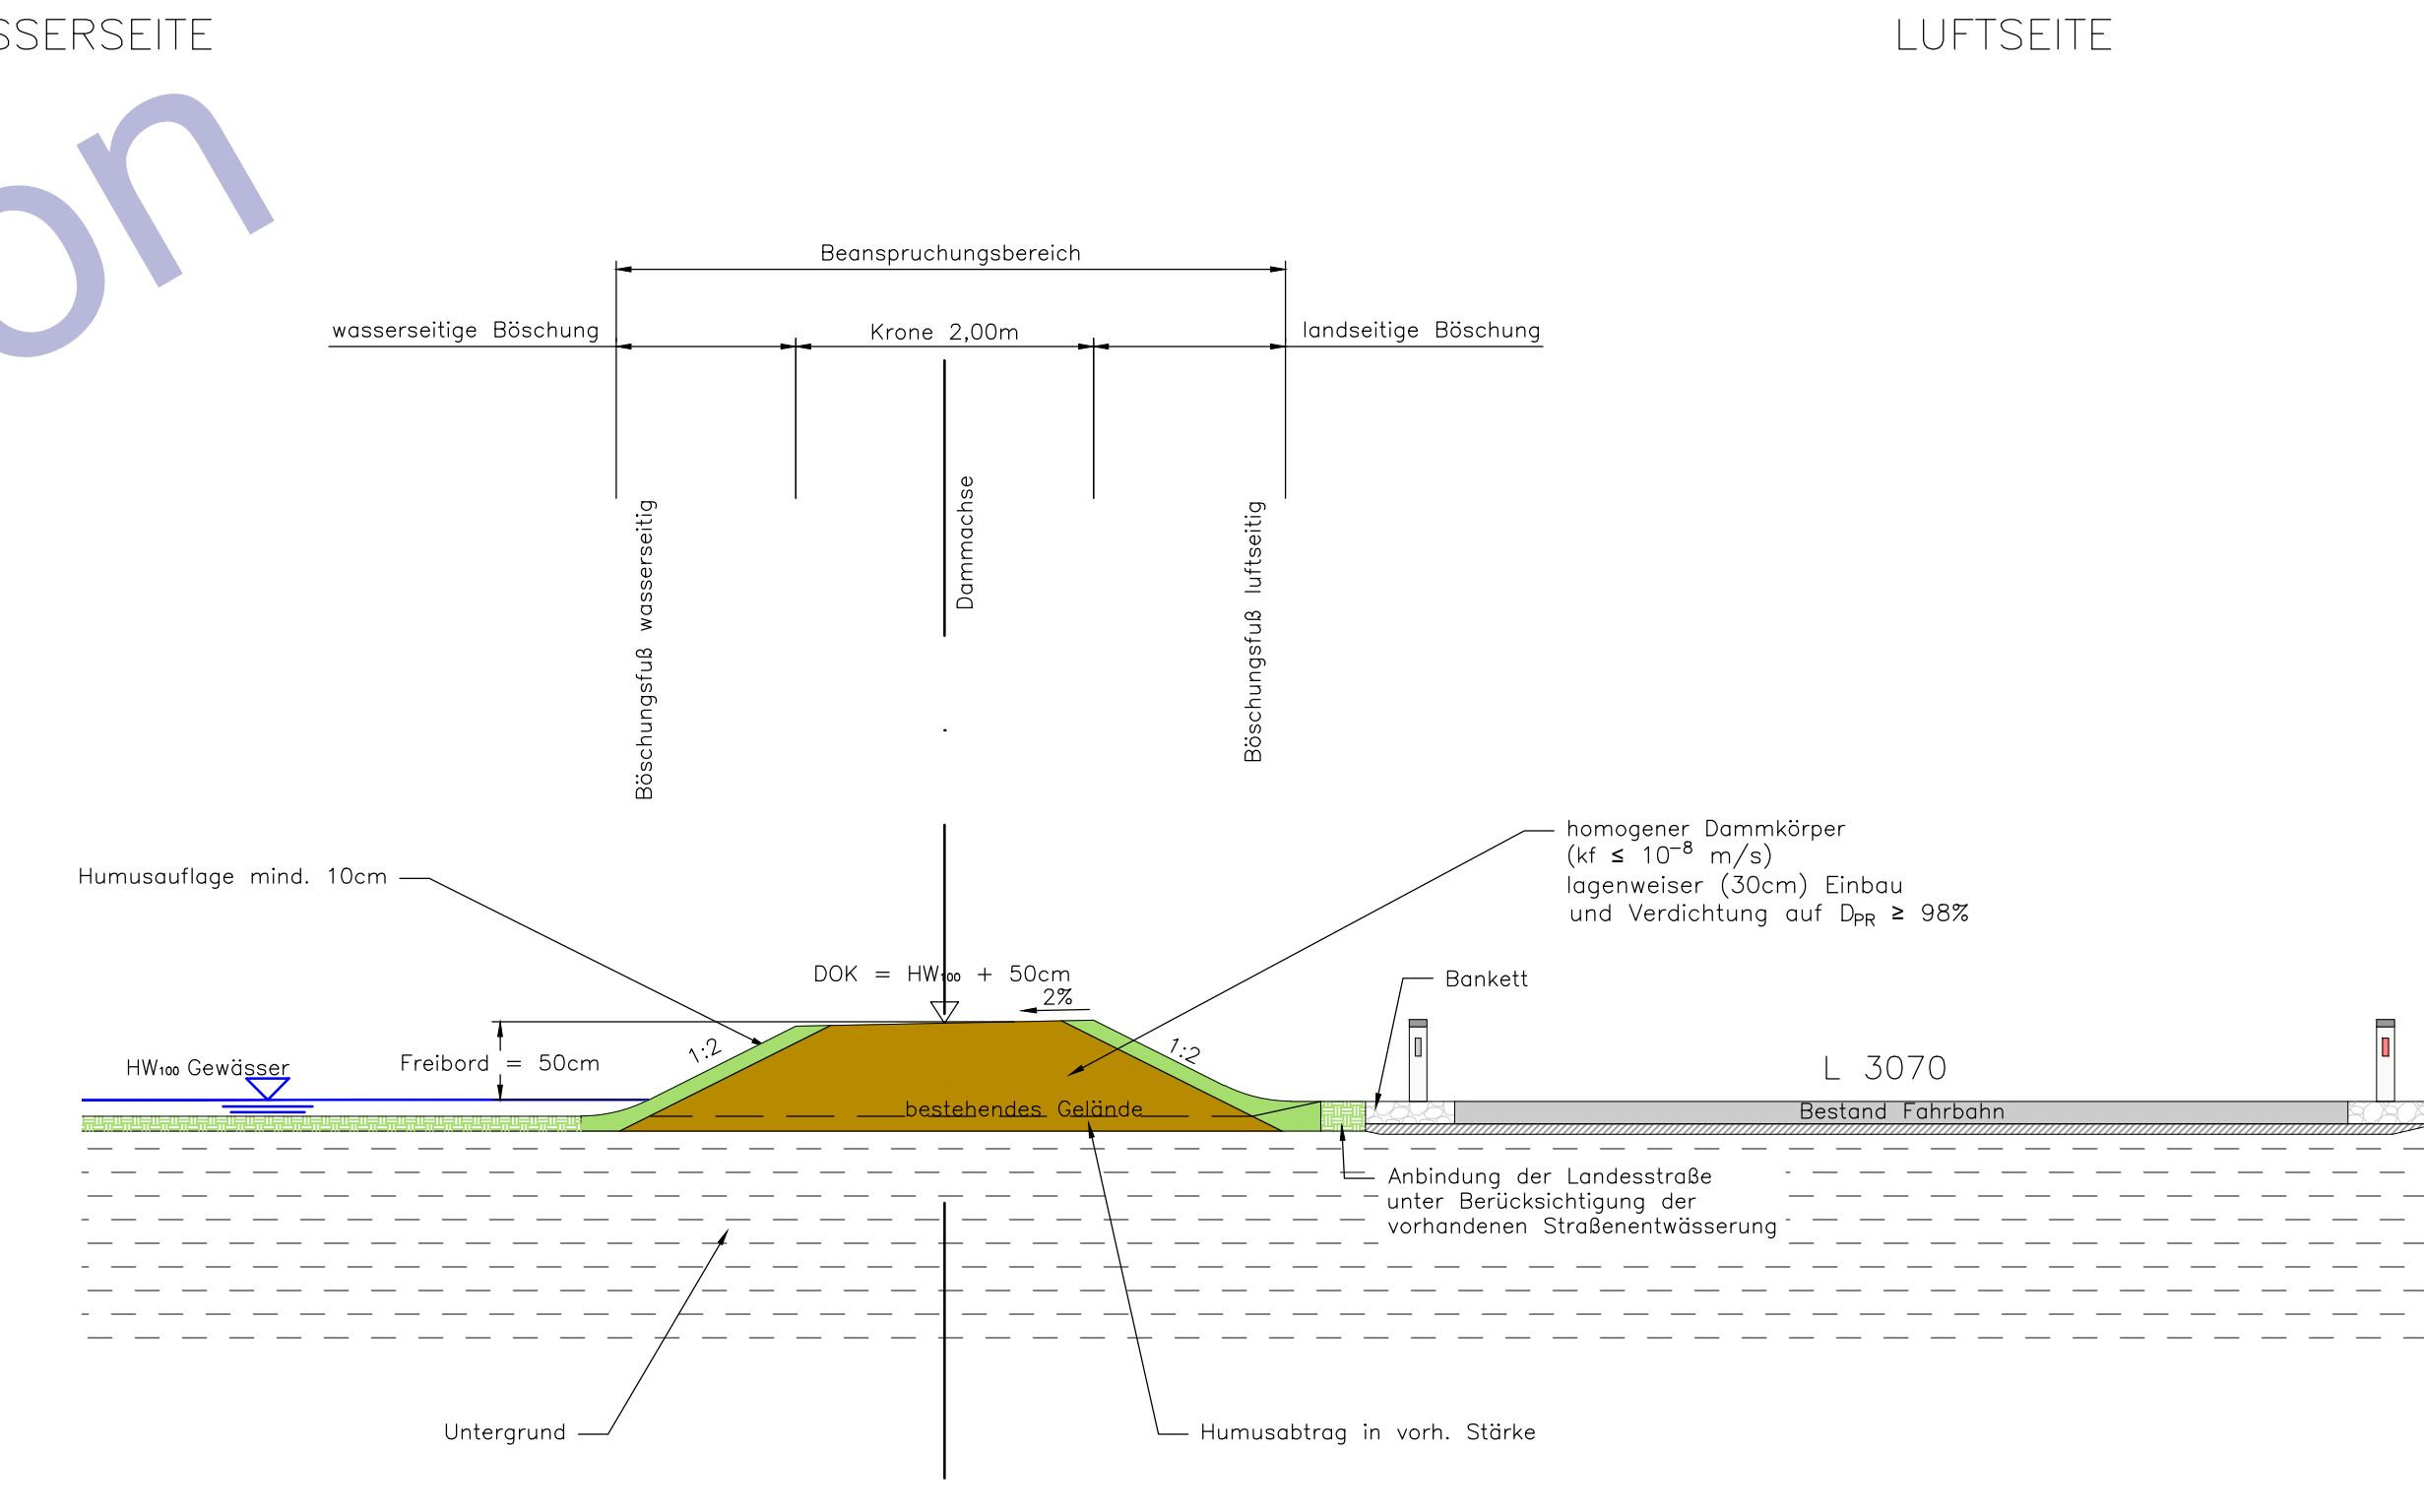 SSERSEITE
LUFTSEITE
on
Beanspruchungsbereich
wasserseitige Böschung
Krone 2,00m
landseitige Böschung
Böschungsfuß wasserseitig
Dammachse
Böschungsfuß luftseitig
homogener Dammkörper
(kf ≤ 10⁻⁸ m/s)
lagenweiser (30cm) Einbau
und Verdichtung auf DPR ≥ 98%
Humusauflage mind. 10cm
DOK = HW₁₀₀ + 50cm
2%
Bankett
1:2
1:2
HW₁₀₀ Gewässer
Freibord = 50cm
L 3070
bestehendes Gelände
Bestand Fahrbahn
Anbindung der Landesstraße
unter Berücksichtigung der
vorhandenen Straßenentwässerung
Untergrund
Humusabtrag in vorh. Stärke